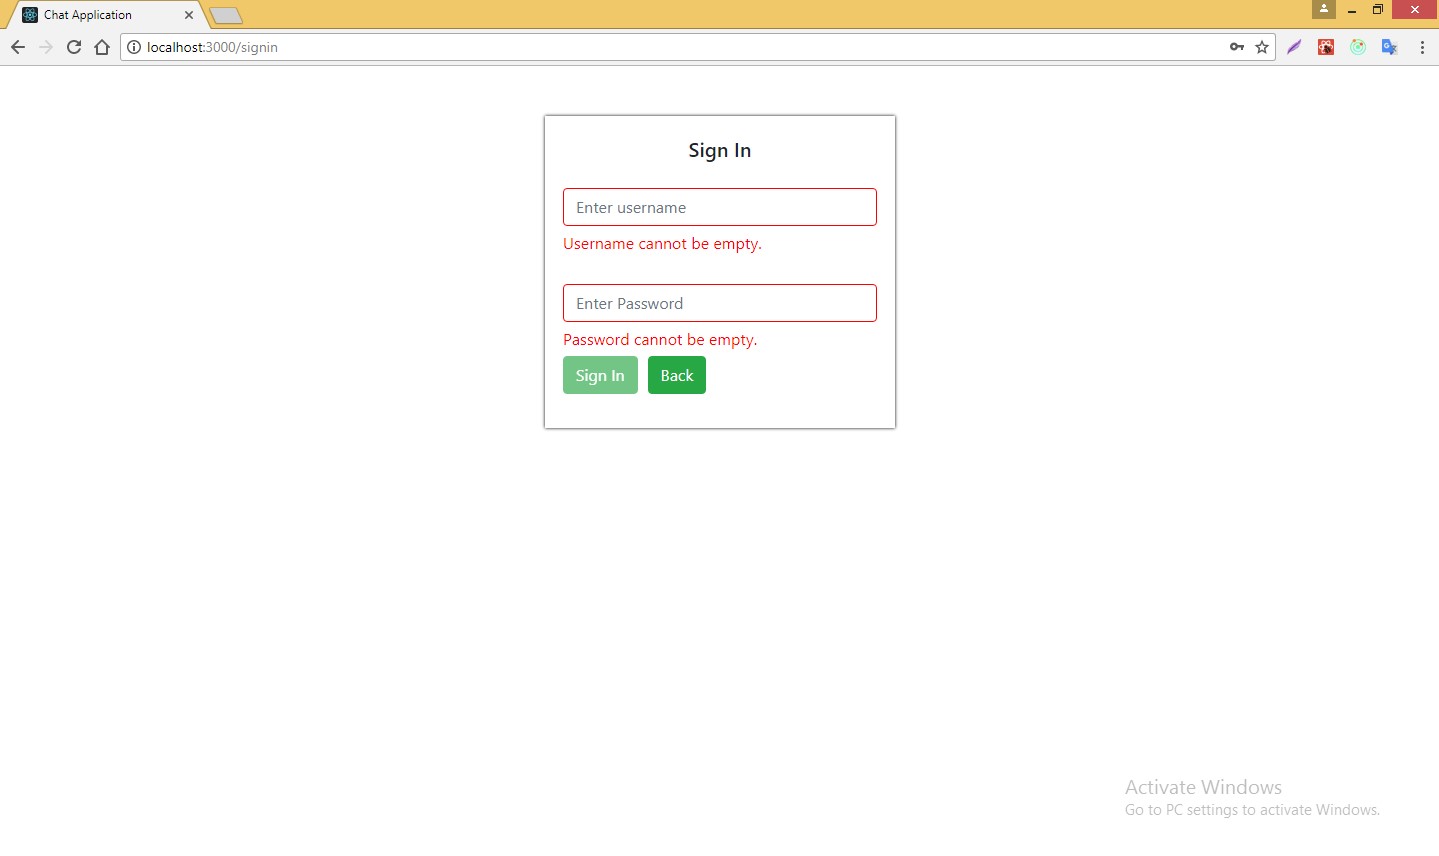 Chat Application
localhost:3000/signin
Sign In
Enter username
Username cannot be empty.
Enter Password
Password cannot be empty.
Sign In Back
Activate Windows
Go to PC settings to activate Windows.